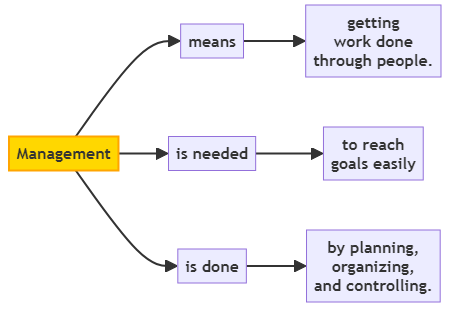 Management
means
getting
work done
through people.
is needed
to reach
goals easily
is done
by planning,
organizing,
and controlling.